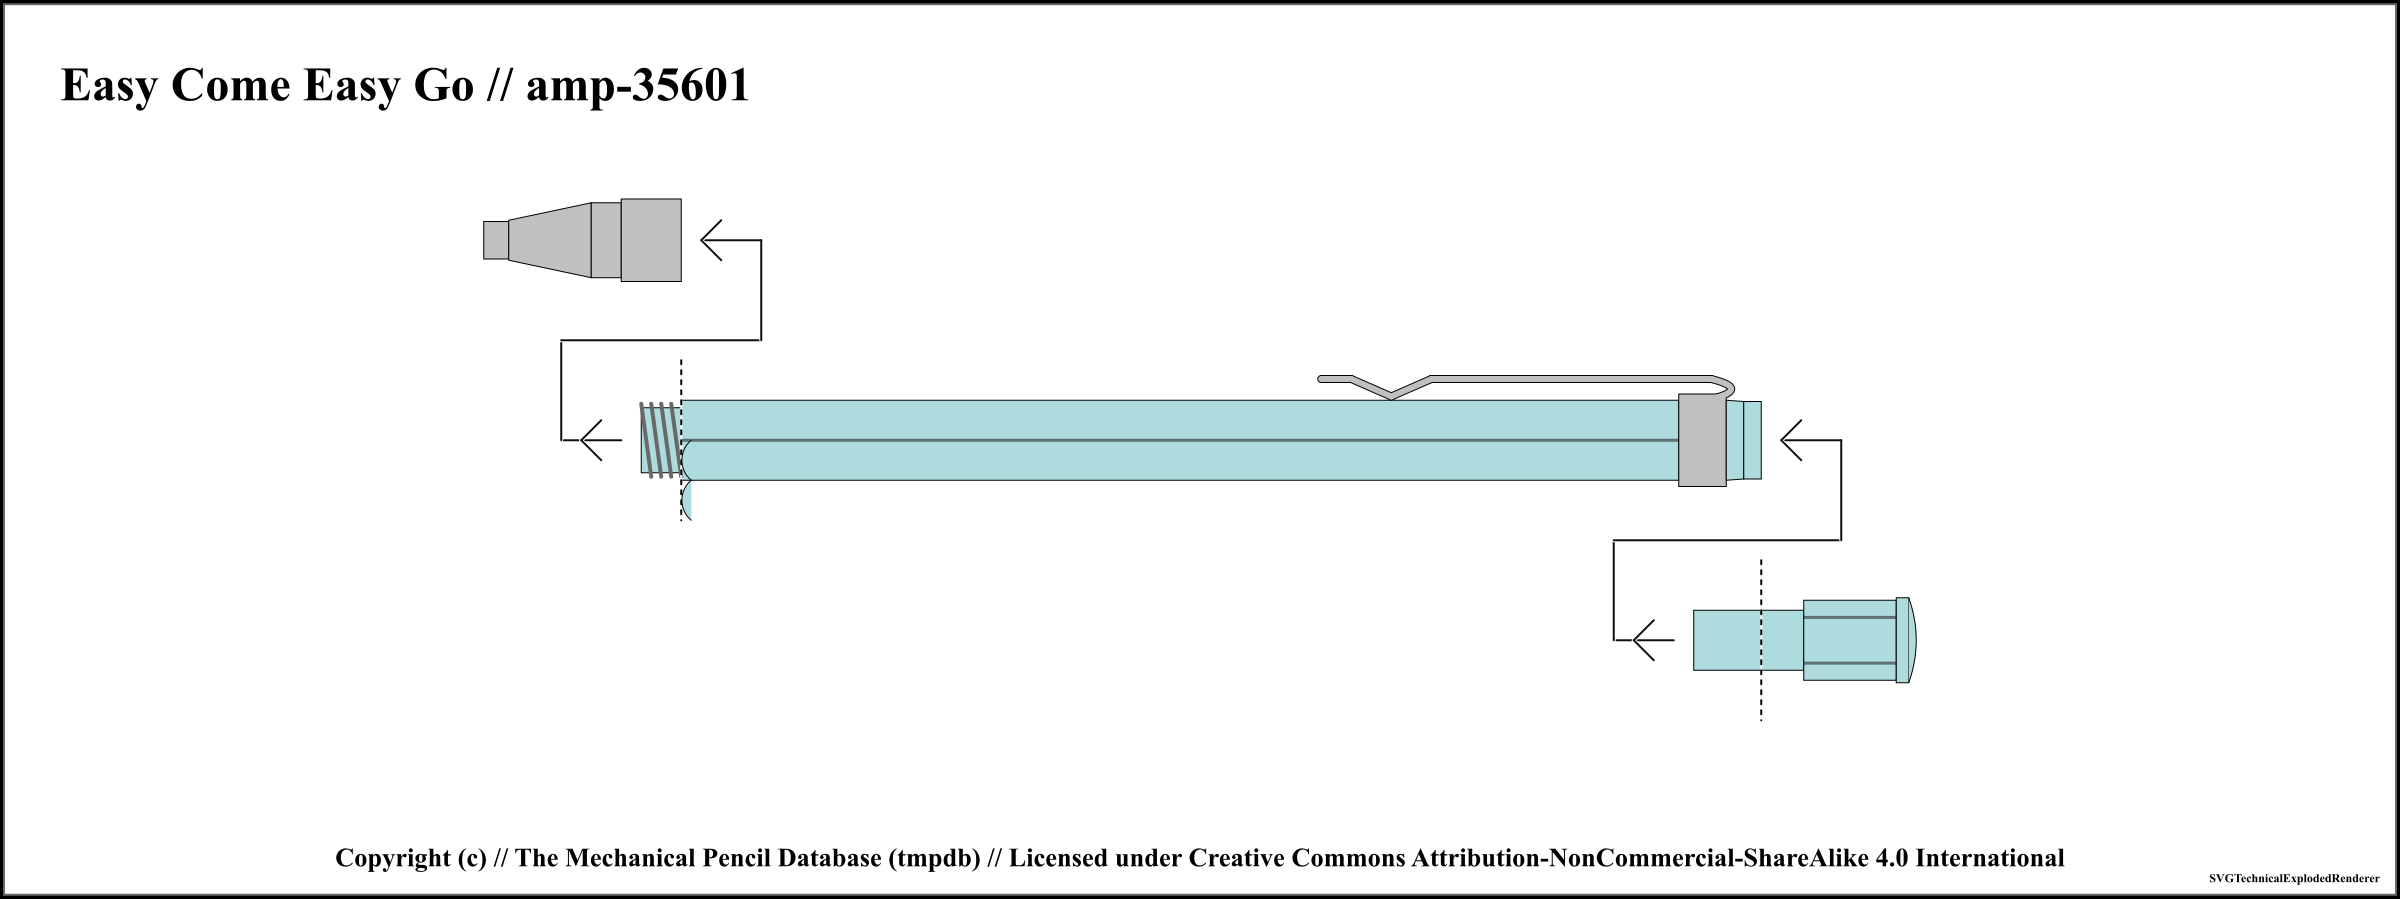 Easy Come Easy Go // amp-35601
Copyright (c) // The Mechanical Pencil Database (tmpdb) // Licensed under Creative Commons Attribution-NonCommercial-ShareAlike 4.0 International
SVGTechnicalExplodedRenderer